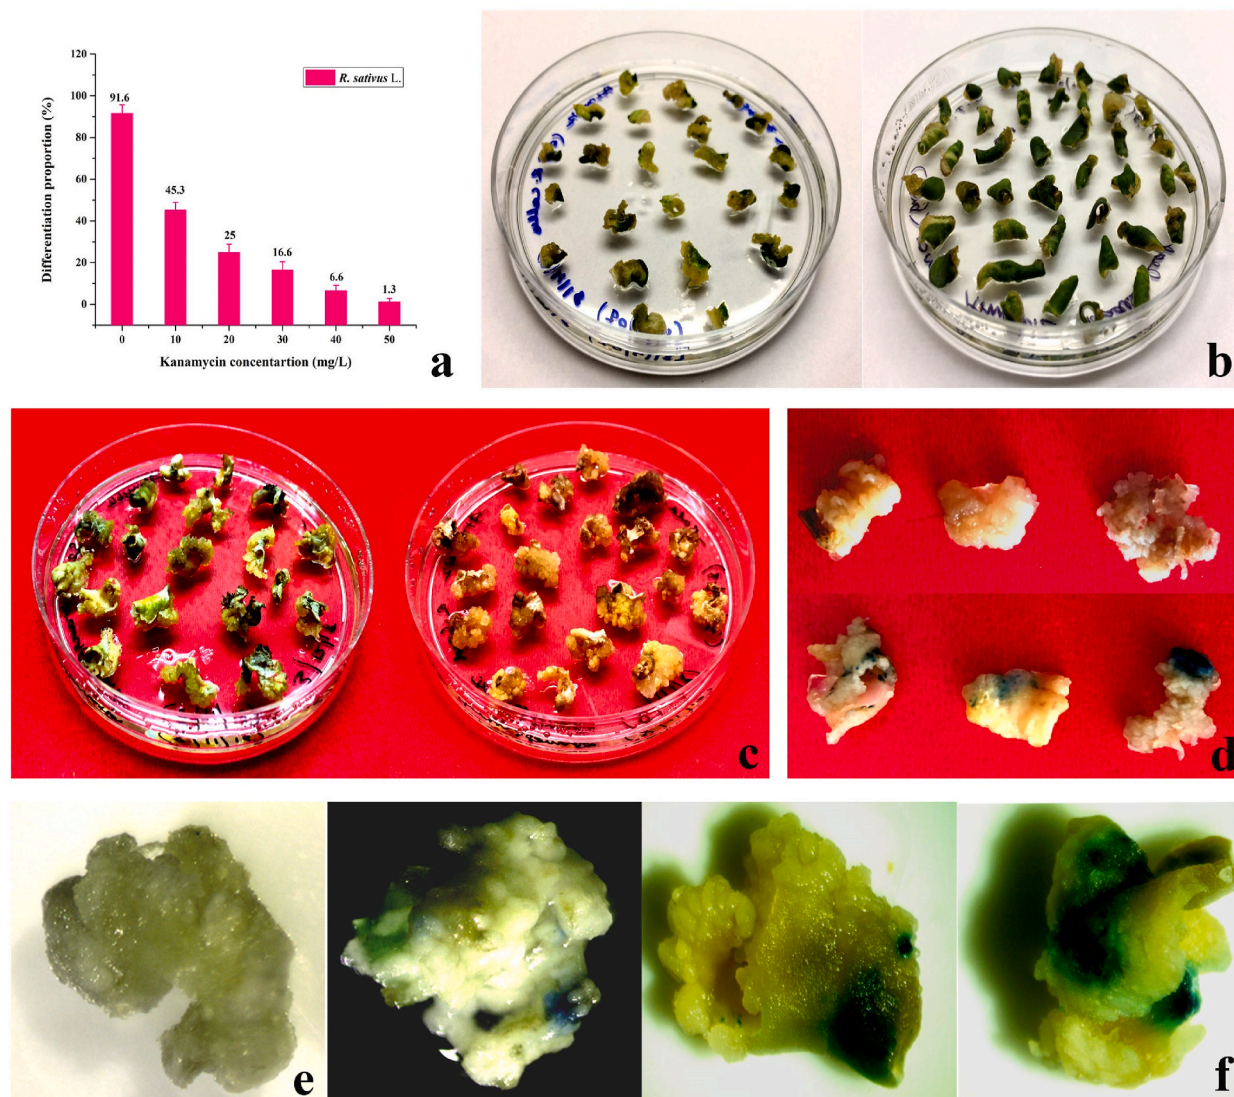 120
100
80
60
40
20
0
Differentiation proportion (%)
R. sativus L.
91.6
45.3
25
16.6
6.6
1.3
0 10 20 30 40 50
Kanamycin concentartion (mg/L)
a
b
c
d
e
f